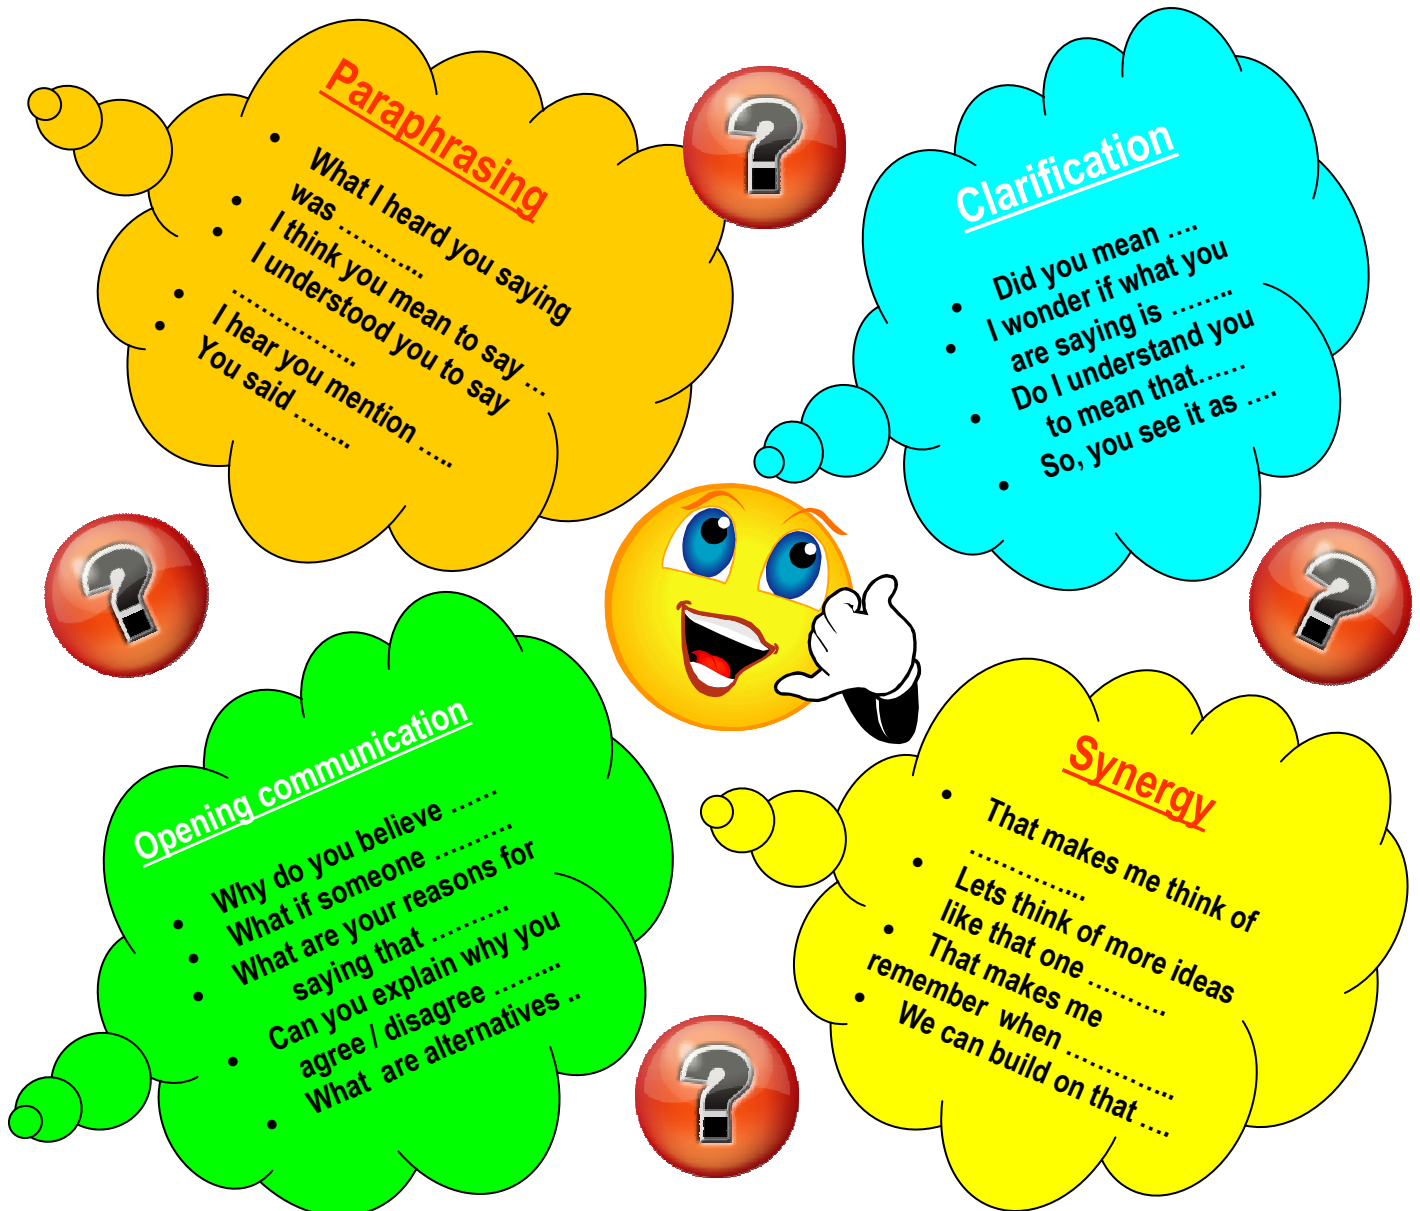 Paraphrasing
• What I heard you saying
was ………...
• I think you mean to say …
• I understood you to say
……………..
• I hear you mention …..
• You said ……..
Clarification
• Did you mean ….
• I wonder if what you
are saying is ……..
• Do I understand you
to mean that……
• So, you see it as ….
Opening communication
• Why do you believe ……
• What if someone ……….
• What are your reasons for
saying that ……….
• Can you explain why you
agree / disagree ……...
• What are alternatives ..
Synergy
• That makes me think of
…………..
• Lets think of more ideas
like that one ……….
• That makes me
remember when …………..
• We can build on that ….